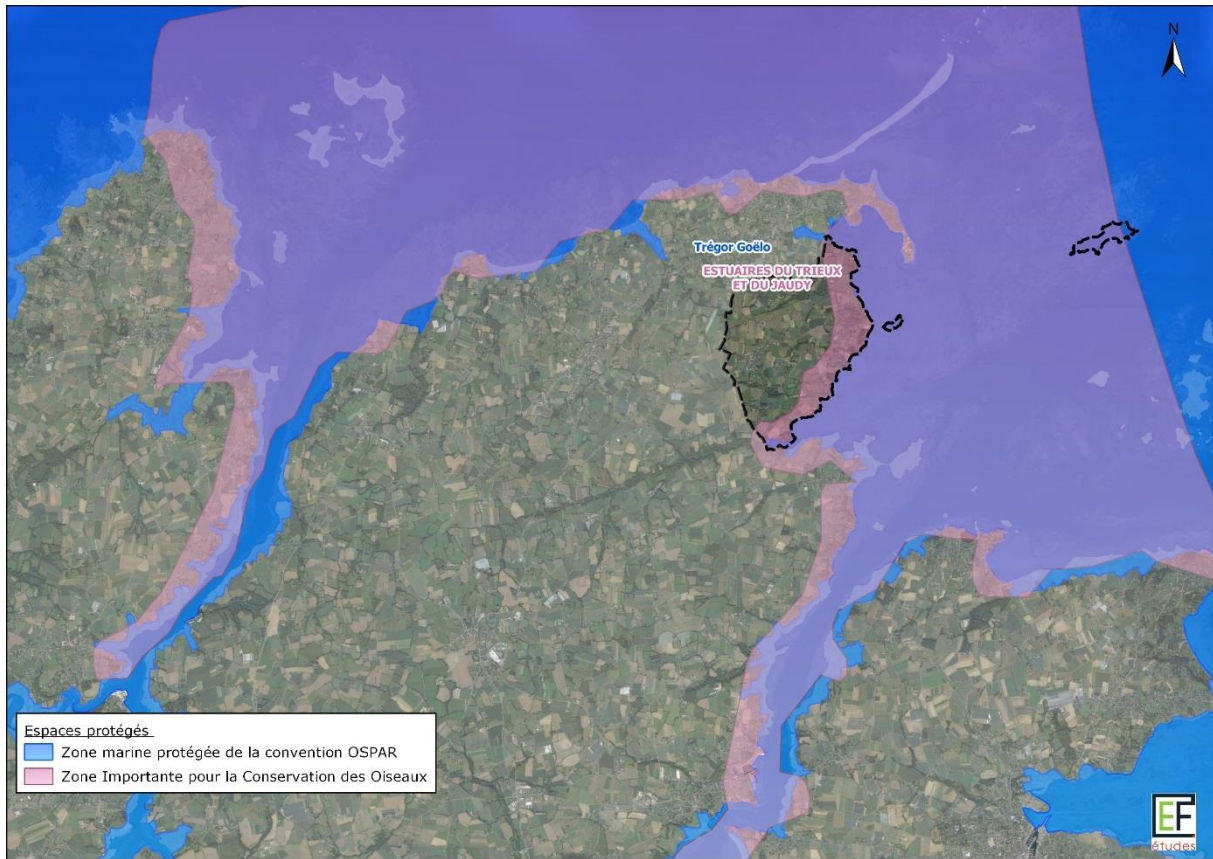 N
Trégor Goëlo
ESTUAIRES DU TRIEUX
ET DU JAUDY
Espaces protégés
Zone marine protégée de la convention OSPAR
Zone Importante pour la Conservation des Oiseaux
EF
études